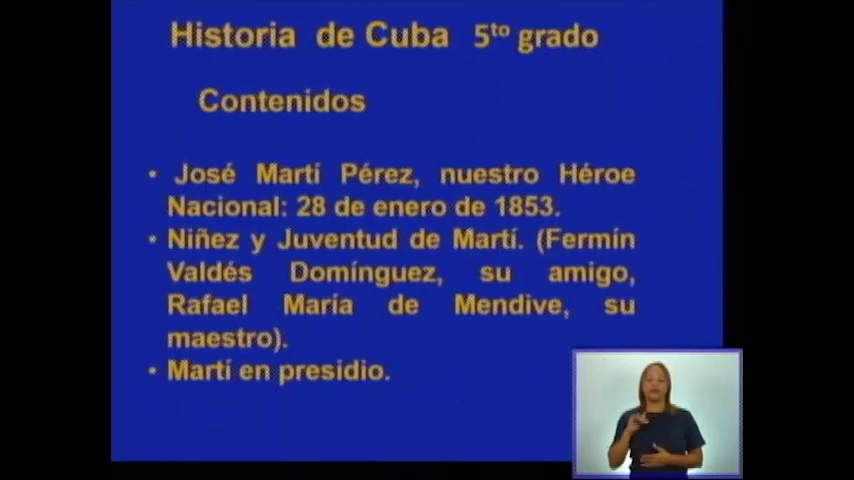 Historia de Cuba 5to grado
Contenidos
• José Martí Pérez, nuestro Héroe
Nacional: 28 de enero de 1853.
• Niñez y Juventud de Martí. (Fermín
Valdés Domínguez, su amigo,
Rafael María de Mendive, su
maestro).
• Martí en presidio.